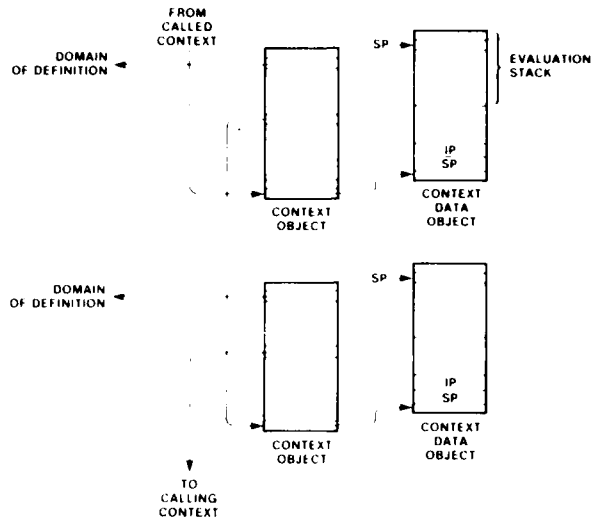 FROM
CALLED
CONTEXT
DOMAIN
OF DEFINITION
SP
EVALUATION
STACK
IP
SP
CONTEXT
OBJECT
CONTEXT
DATA
OBJECT
DOMAIN
OF DEFINITION
SP
IP
SP
CONTEXT
OBJECT
CONTEXT
DATA
OBJECT
TO
CALLING
CONTEXT